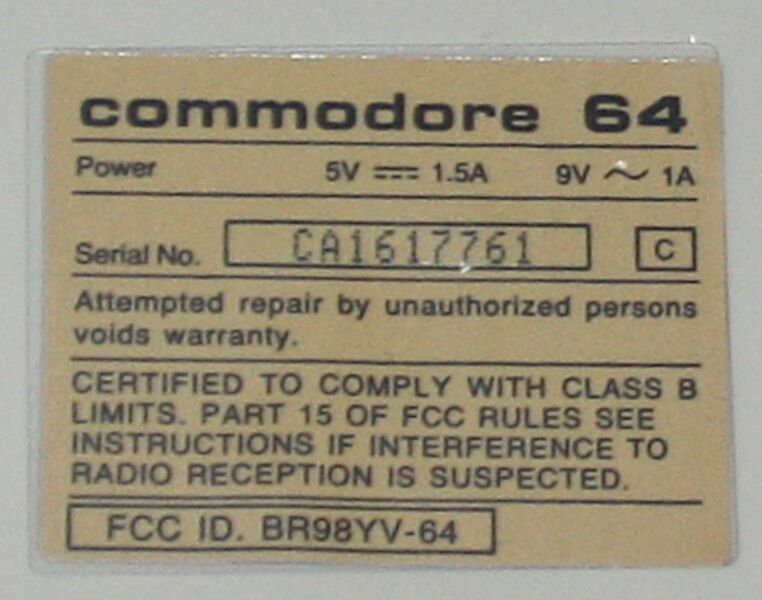 commodore 64
Power 5V ⎓ 1.5A 9V ∼ 1A
Serial No. CA1617761 C
Attempted repair by unauthorized persons
voids warranty.
CERTIFIED TO COMPLY WITH CLASS B
LIMITS. PART 15 OF FCC RULES SEE
INSTRUCTIONS IF INTERFERENCE TO
RADIO RECEPTION IS SUSPECTED.
FCC ID. BR98YV-64